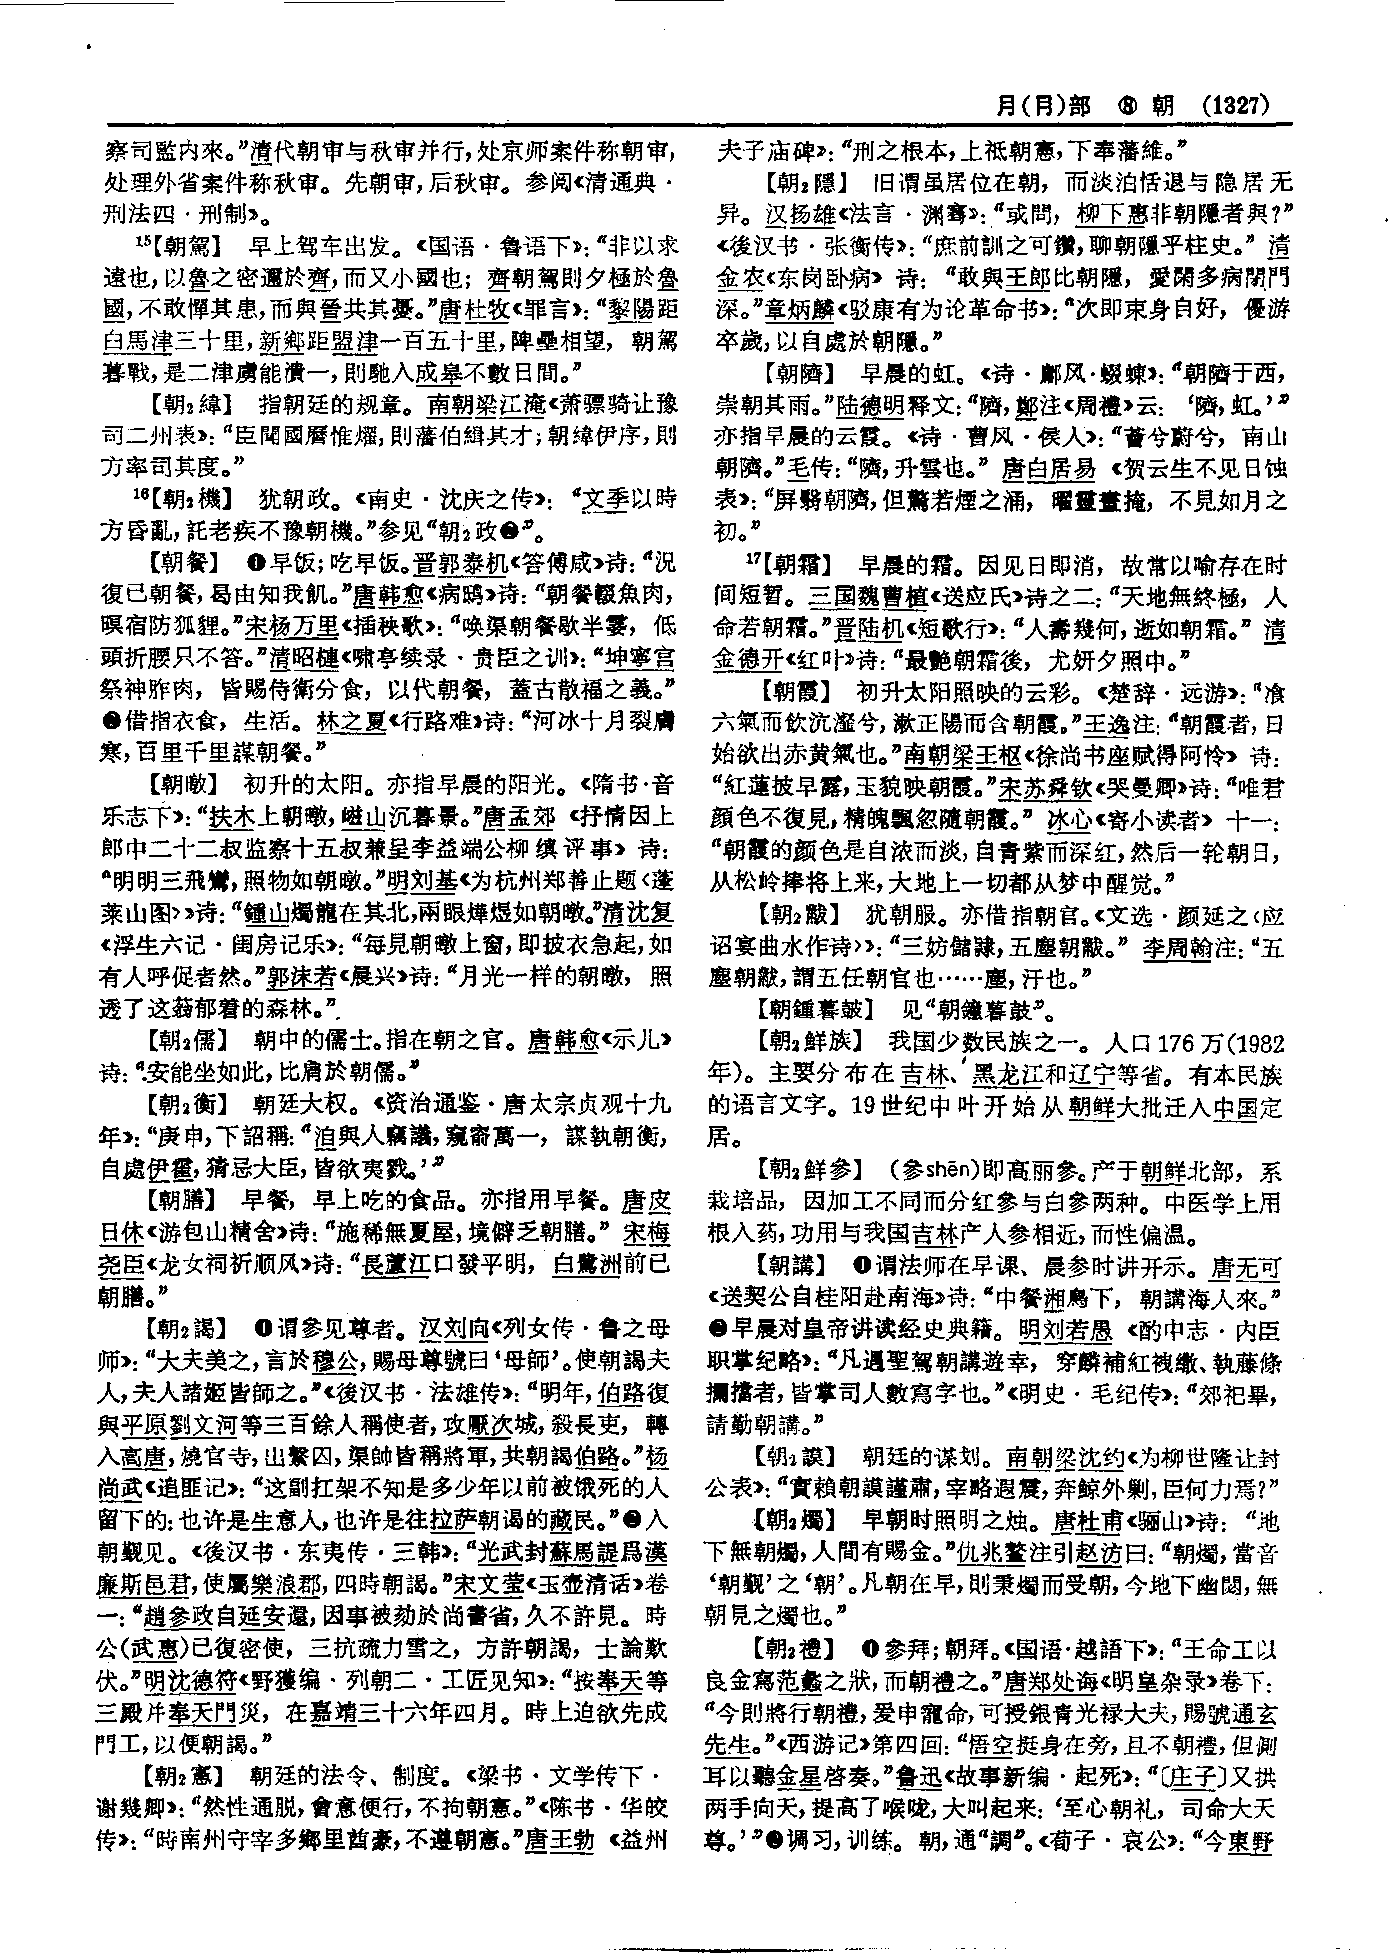 月(月)部　⑧ 朝　(1327)
察司監内來。”清代朝审与秋审并行，处京师案件称朝审，
处理外省案件称秋审。先朝审，后秋审。参阅《清通典·
刑法四·刑制》。
15【朝駕】　早上驾车出发。《国语·鲁语下》：“非以求
遠也，以魯之密邇於齊，而又小國也；齊朝駕則夕極於魯
國，不敢憚其患，而與晉共其憂。”唐杜牧《罪言》：“黎陽距
白馬津三十里，新鄉距盟津一百五十里，陴壘相望，朝駕
暮戰，是二津虜能潰一，則馳入成皋不數日間。”
【朝2緯】　指朝廷的规章。南朝梁江淹《萧骠骑让豫
司二州表》：“臣聞國曆惟熠，則藩伯緝其才；朝緯伊序，則
方率司其度。”
16【朝2機】　犹朝政。《南史·沈庆之传》：“文季以時
方昏亂，託老疾不豫朝機。”参见“朝2政❷”。
【朝餐】　❶早饭；吃早饭。晋郭泰机《答傅咸》诗：“況
復已朝餐，曷由知我飢。”唐韩愈《病鸱》诗：“朝餐輟魚肉，
暝宿防狐貍。”宋杨万里《插秧歌》：“唤渠朝餐歇半霎，低
頭折腰只不答。”清昭梿《啸亭续录·贵臣之训》：“坤寧宫
祭神胙肉，皆賜侍衛分食，以代朝餐，蓋古散福之義。”
❷借指衣食，生活。林之夏《行路难》诗：“河冰十月裂膚
寒，百里千里謀朝餐。”
【朝暾】　初升的太阳。亦指早晨的阳光。《隋书·音
乐志下》：“扶木上朝暾，嵫山沉暮景。”唐孟郊《抒情因上
郎中二十二叔监察十五叔兼呈李益端公柳缜评事》诗：
“明明三飛鸞，照物如朝暾。”明刘基《为杭州郑善止题〈蓬
莱山图〉》诗：“鍾山燭龍在其北，兩眼燁煜如朝暾。”清沈复
《浮生六记·闺房记乐》：“每見朝暾上窗，即披衣急起，如
有人呼促者然。”郭沫若《晨兴》诗：“月光一样的朝暾，照
透了这蓊郁着的森林。”
【朝2儒】　朝中的儒士。指在朝之官。唐韩愈《示儿》
诗：“安能坐如此，比肩於朝儒。”
【朝2衡】　朝廷大权。《资治通鉴·唐太宗贞观十九
年》：“庚申，下詔稱：‘洎與人竊議，窺窬萬一，謀執朝衡，
自處伊霍，猜忌大臣，皆欲夷戮。’”
【朝膳】　早餐，早上吃的食品。亦指用早餐。唐皮
日休《游包山精舍》诗：“施稀無夏屋，境僻乏朝膳。”宋梅
尧臣《龙女祠祈顺风》诗：“長蘆江口發平明，白鷺洲前已
朝膳。”
【朝2謁】　❶谓参见尊者。汉刘向《列女传·鲁之母
师》：“大夫美之，言於穆公，賜母尊號曰‘母師’。使朝謁夫
人，夫人諸姬皆師之。”《後汉书·法雄传》：“明年，伯路復
與平原劉文河等三百餘人稱使者，攻厭次城，殺長吏，轉
入高唐，燒官寺，出繫囚，渠帥皆稱將軍，共朝謁伯路。”杨
尚武《追匪记》：“这副扛架不知是多少年以前被饿死的人
留下的：也许是生意人，也许是往拉萨朝谒的藏民。”❷入
朝觐见。《後汉书·东夷传·三韩》：“光武封蘇馬諟爲漢
廉斯邑君，使屬樂浪郡，四時朝謁。”宋文莹《玉壶清话》卷
一：“趙參政自延安還，因事被劾於尚書省，久不許見。時
公(武惠)已復密使，三抗疏力雪之，方許朝謁，士論歎
伏。”明沈德符《野獲编·列朝二·工匠见知》：“按奉天等
三殿并奉天門災，在嘉靖三十六年四月。時上迫欲先成
門工，以便朝謁。”
【朝2憲】　朝廷的法令、制度。《梁书·文学传下·
谢幾卿》：“然性通脱，會意便行，不拘朝憲。”《陈书·华皎
传》：“時南州守宰多鄉里酋豪，不遵朝憲。”唐王勃《益州
夫子庙碑》：“刑之根本，上祇朝憲，下奉藩維。”
【朝2隱】　旧谓虽居位在朝，而淡泊恬退与隐居无
异。汉扬雄《法言·渊骞》：“或問，柳下惠非朝隱者與？”
《後汉书·张衡传》：“庶前訓之可鑽，聊朝隱乎柱史。”清
金农《东岗卧病》诗：“敢與王郎比朝隱，愛閑多病閉門
深。”章炳麟《驳康有为论革命书》：“次即束身自好，優游
卒歲，以自處於朝隱。”
【朝隮】　早晨的虹。《诗·鄘风·蝃蝀》：“朝隮于西，
崇朝其雨。”陆德明释文：“隮，鄭注《周禮》云：‘隮，虹。’”
亦指早晨的云霞。《诗·曹风·侯人》：“薈兮蔚兮，南山
朝隮。”毛传：“隮，升雲也。”唐白居易《贺云生不见日蚀
表》：“屏翳朝隮，但驚若煙之涌，曜靈晝掩，不見如月之
初。”
17【朝霜】　早晨的霜。因见日即消，故常以喻存在时
间短暂。三国魏曹植《送应氏》诗之二：“天地無終極，人
命若朝霜。”晋陆机《短歌行》：“人壽幾何，逝如朝霜。”清
金德开《红叶》诗：“最艷朝霜後，尤妍夕照中。”
【朝霞】　初升太阳照映的云彩。《楚辞·远游》：“飡
六氣而飲沆瀣兮，漱正陽而含朝霞。”王逸注：“朝霞者，日
始欲出赤黄氣也。”南朝梁王枢《徐尚书座赋得阿怜》诗：
“紅蓮披早露，玉貌映朝霞。”宋苏舜钦《哭曼卿》诗：“唯君
顔色不復見，精魄飄忽隨朝霞。”冰心《寄小读者》十一：
“朝霞的颜色是自浓而淡，自青紫而深红，然后一轮朝日，
从松岭捧将上来，大地上一切都从梦中醒觉。”
【朝2黻】　犹朝服。亦借指朝官。《文选·颜延之〈应
诏宴曲水作诗〉》：“三妨儲隸，五塵朝黻。”李周翰注：“五
塵朝黻，謂五任朝官也……塵，汙也。”
【朝鍾暮鼓】　见“朝鐘暮鼓”。
【朝2鲜族】　我国少数民族之一。人口176万(1982
年)。主要分布在吉林、黑龙江和辽宁等省。有本民族
的语言文字。19世纪中叶开始从朝鲜大批迁入中国定
居。
【朝2鲜参】　(参shēn)即高丽参。产于朝鲜北部，系
栽培品，因加工不同而分红参与白参两种。中医学上用
根入药，功用与我国吉林产人参相近，而性偏温。
【朝講】　❶谓法师在早课、晨参时讲开示。唐无可
《送契公自桂阳赴南海》诗：“中餐湘鳥下，朝講海人來。”
❷早晨对皇帝讲读经史典籍。明刘若愚《酌中志·内臣
职掌纪略》：“凡遇聖駕朝講遊幸，穿麟補紅袍繳、執藤條
攔擋者，皆掌司人數寫字也。”《明史·毛纪传》：“郊祀畢，
請勤朝講。”
【朝2謨】　朝廷的谋划。南朝梁沈约《为柳世隆让封
公表》：“實賴朝謨謹肅，宰略遐震，奔鲸外剿，臣何力焉？”
【朝2燭】　早朝时照明之烛。唐杜甫《骊山》诗：“地
下無朝燭，人間有賜金。”仇兆鳌注引赵汸曰：“朝燭，當音
‘朝觐’之‘朝’。凡朝在早，則秉燭而受朝，今地下幽閟，無
朝見之燭也。”
【朝2禮】　❶参拜；朝拜。《国语·越語下》：“王命工以
良金寫范蠡之狀，而朝禮之。”唐郑处诲《明皇杂录》卷下：
“今則將行朝禮，爰申寵命，可授銀青光禄大夫，賜號通玄
先生。”《西游记》第四回：“悟空挺身在旁，且不朝禮，但側
耳以聽金星啓奏。”鲁迅《故事新编·起死》：“〔庄子〕又拱
两手向天，提高了喉咙，大叫起来：‘至心朝礼，司命大天
尊。’”❷调习，训练。朝，通“調”。《荀子·哀公》：“今東野